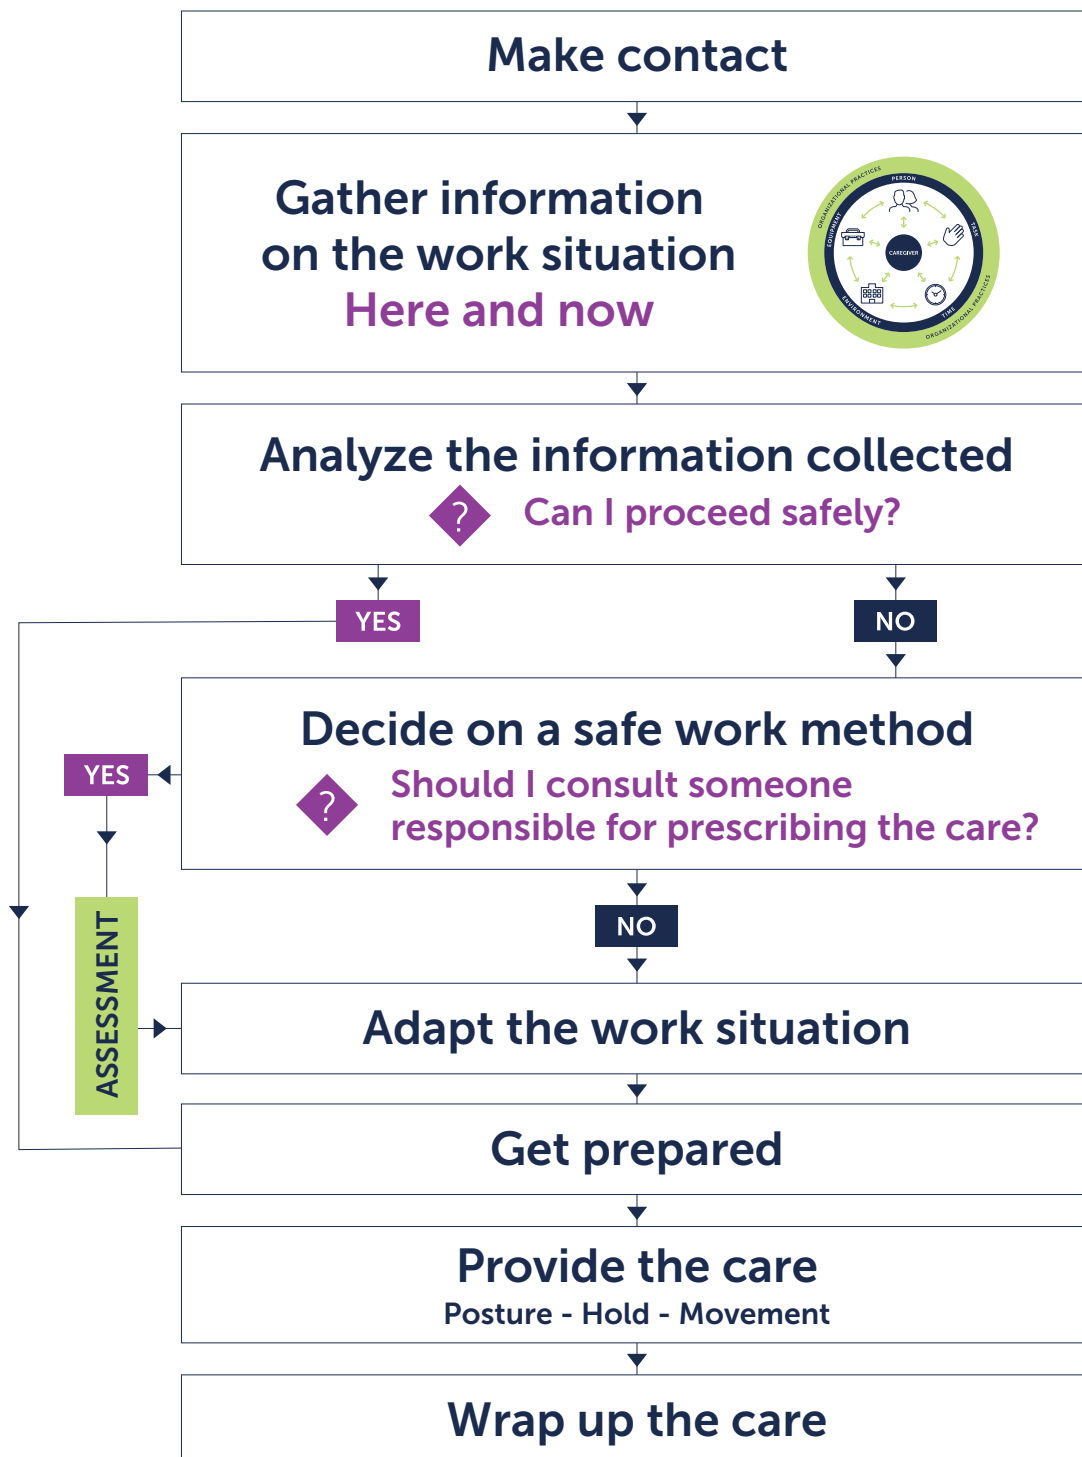 Make contact
Gather information
on the work situation
Here and now
ORGANIZATIONAL PRACTICES
PERSON
EQUIPMENT
TASK
CAREGIVER
ENVIRONMENT
TIME
ORGANIZATIONAL PRACTICES
Analyze the information collected
? Can I proceed safely?
YES
NO
Decide on a safe work method
? Should I consult someone
responsible for prescribing the care?
YES
NO
ASSESSMENT
Adapt the work situation
Get prepared
Provide the care
Posture - Hold - Movement
Wrap up the care